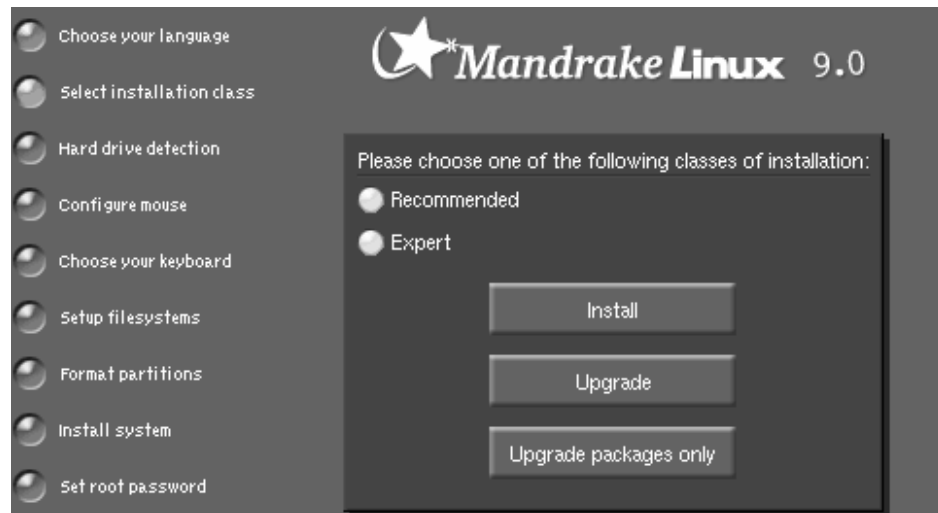 Choose your language
Select installation class
Hard drive detection
Configure mouse
Choose your keyboard
Setup filesystems
Format partitions
Install system
Set root password
Mandrake Linux 9.0
Please choose one of the following classes of installation:
Recommended
Expert
Install
Upgrade
Upgrade packages only